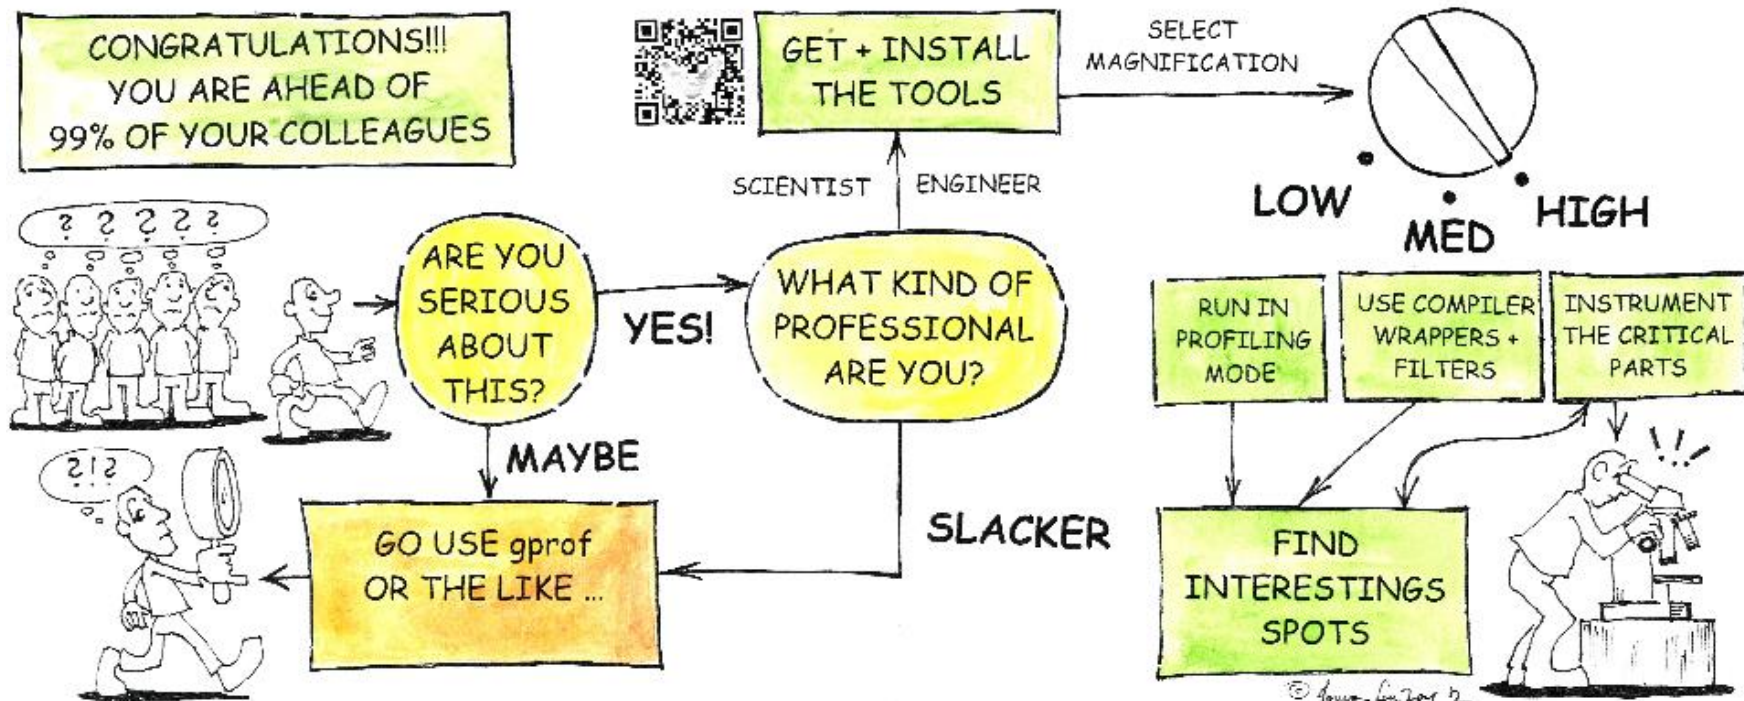 CONGRATULATIONS!!!
YOU ARE AHEAD OF
99% OF YOUR COLLEAGUES
GET + INSTALL
THE TOOLS
SELECT
MAGNIFICATION
SCIENTIST
ENGINEER
LOW
MED
HIGH
? ? ? ? ?
ARE YOU
SERIOUS
ABOUT
THIS?
YES!
WHAT KIND OF
PROFESSIONAL
ARE YOU?
RUN IN
PROFILING
MODE
USE COMPILER
WRAPPERS +
FILTERS
INSTRUMENT
THE CRITICAL
PARTS
MAYBE
SLACKER
?!?
GO USE gprof
OR THE LIKE ...
!!!
FIND
INTERESTINGS
SPOTS
©